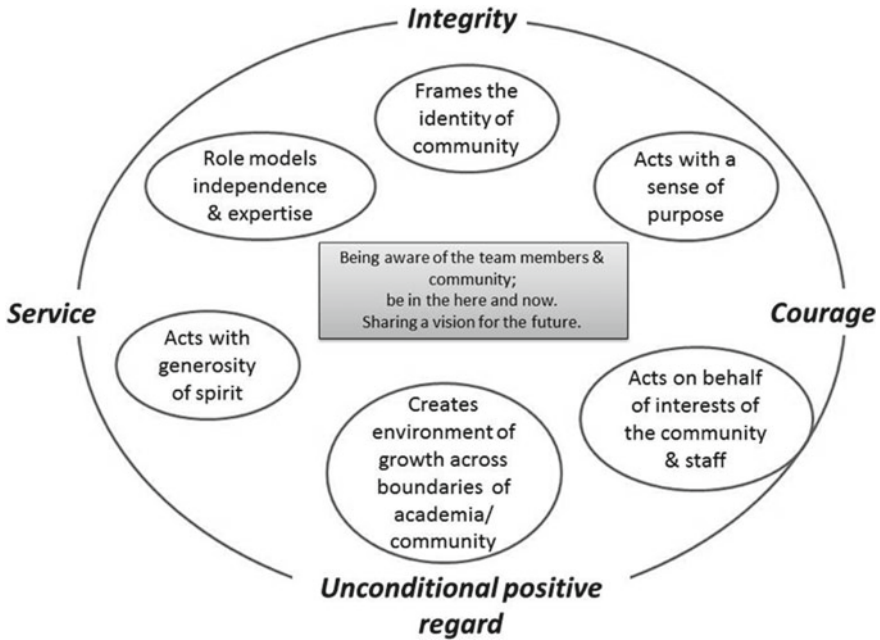 Integrity
Frames the
identity of
community
Role models
independence
& expertise
Acts with a
sense of
purpose
Being aware of the team members &
community;
be in the here and now.
Sharing a vision for the future.
Service
Courage
Acts with
generosity
of spirit
Acts on behalf
of interests of
the community
& staff
Creates
environment of
growth across
boundaries of
academia/
community
Unconditional positive
regard